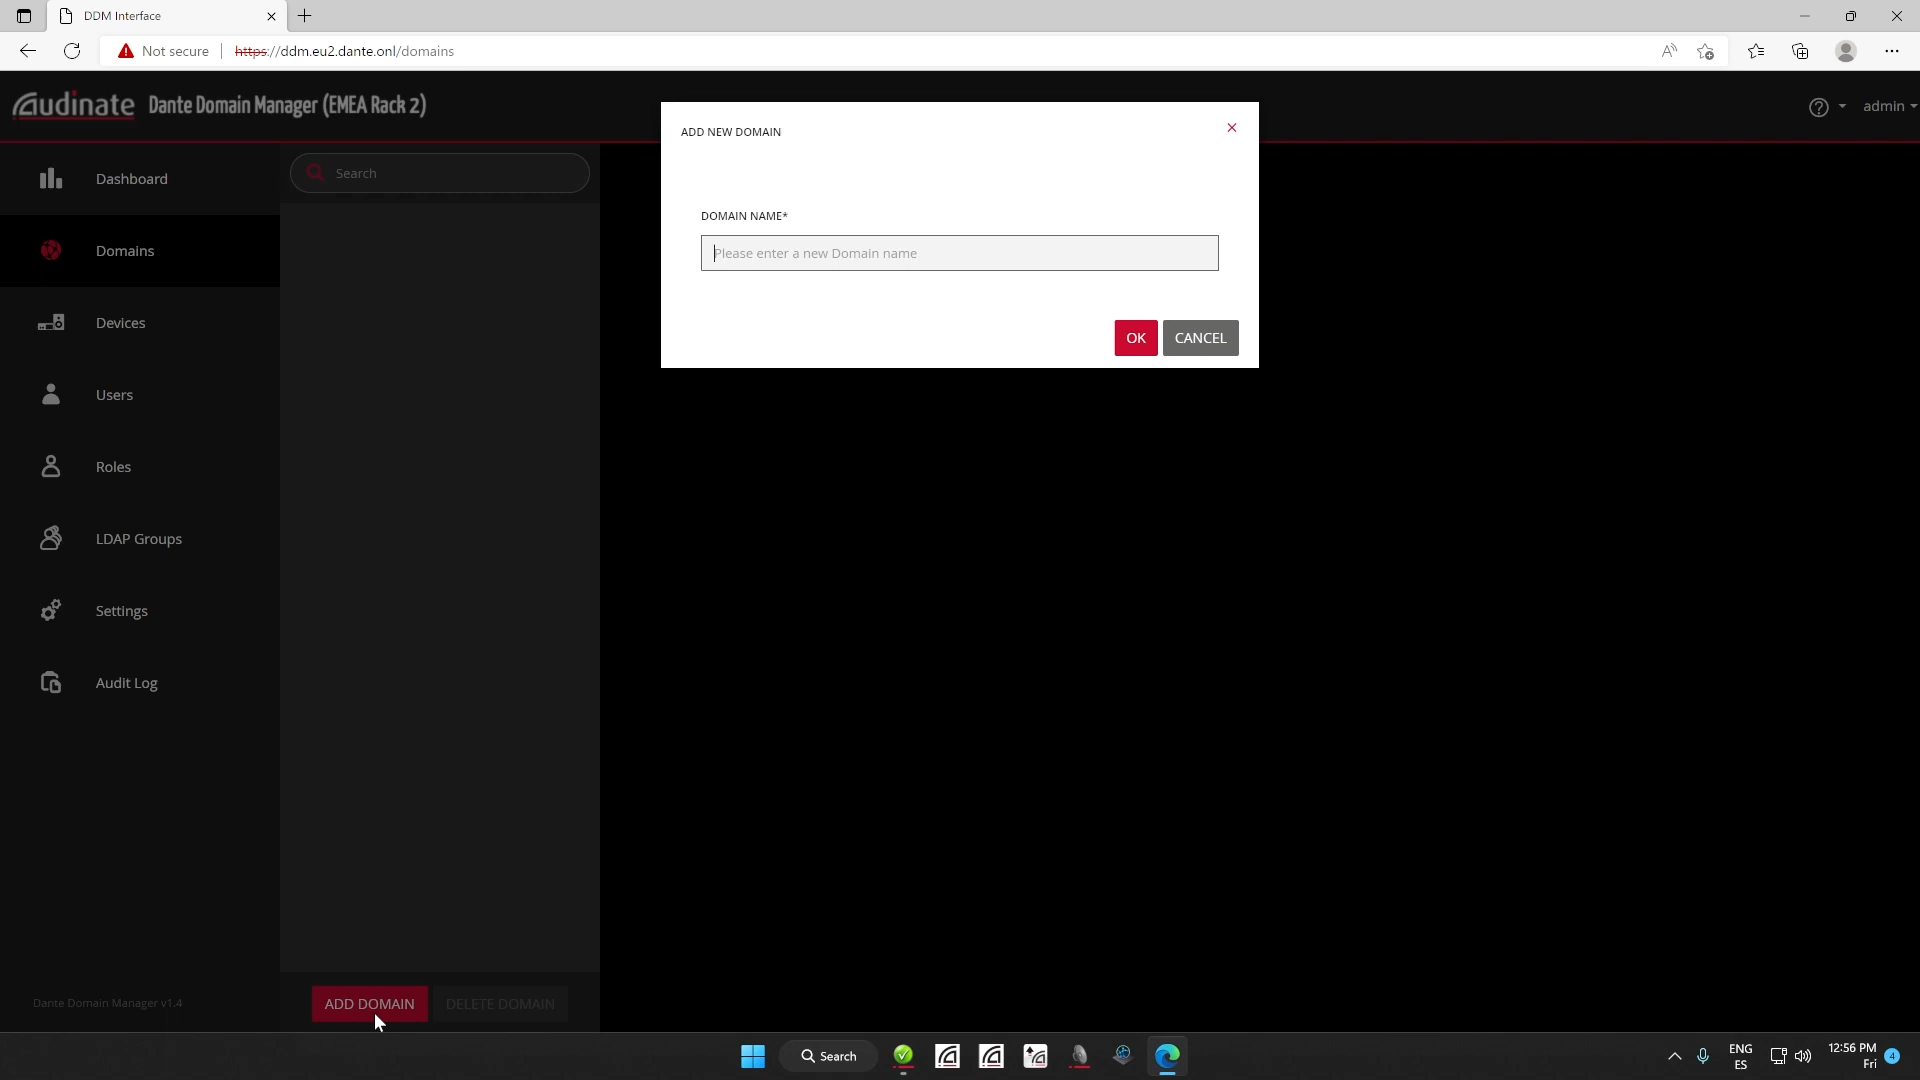 DDM Interface
Not secure
https://ddm.eu2.dante.onl/domains
Audinate Dante Domain Manager (EMEA Rack 2)
admin
ADD NEW DOMAIN
Dashboard
Search
DOMAIN NAME*
Domains
Please enter a new Domain name
Devices
OK
CANCEL
Users
Roles
LDAP Groups
Settings
Audit Log
Dante Domain Manager v1.4
ADD DOMAIN
DELETE DOMAIN
Search
ENG
ES
12:56 PM
Fri
4